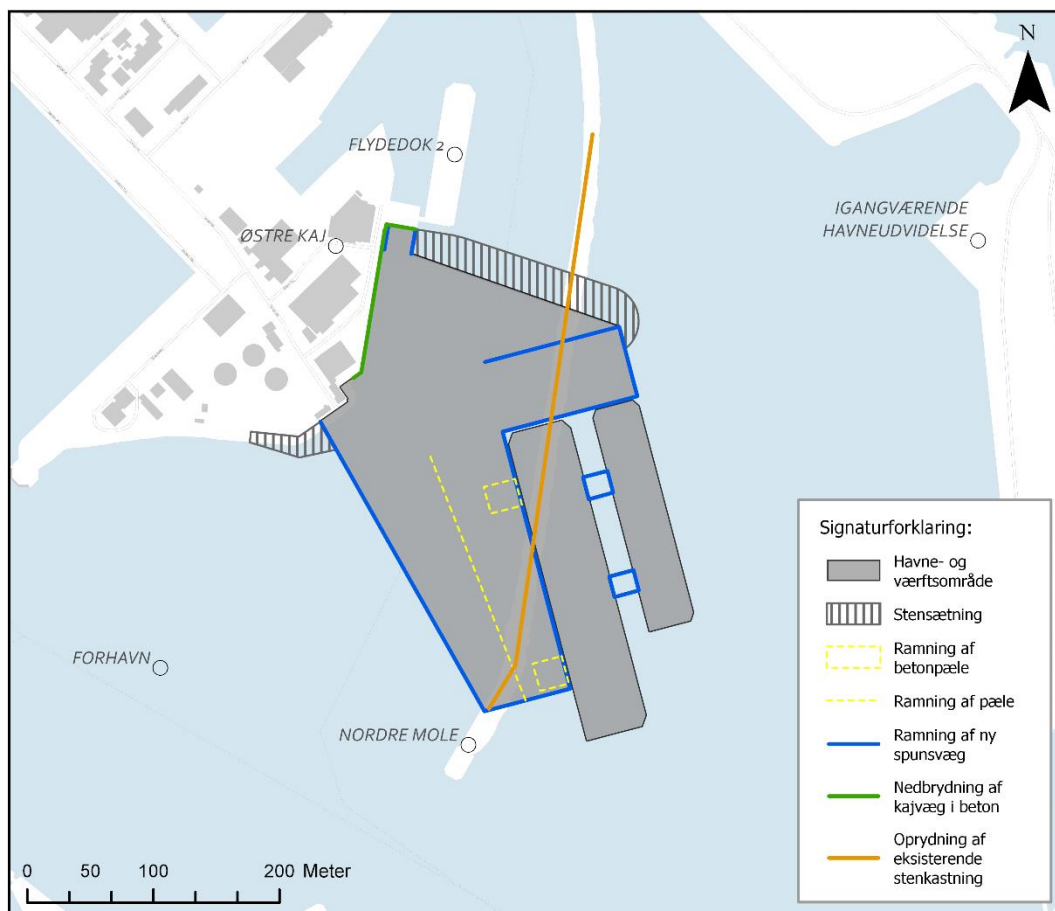 N
FLYDEDOK 2
ØSTRE KAJ
IGANGVÆRENDE
HAVNEUDVIDELSE
FORHAVN
NORDRE MOLE
0 50 100 200 Meter
Signaturforklaring:
Havne- og
værftsområde
Stensætning
Ramning af
betonpæle
Ramning af pæle
Ramning af ny
spunsvæg
Nedbrydning af
kajvæg i beton
Oprydning af
eksisterende
stenkastning